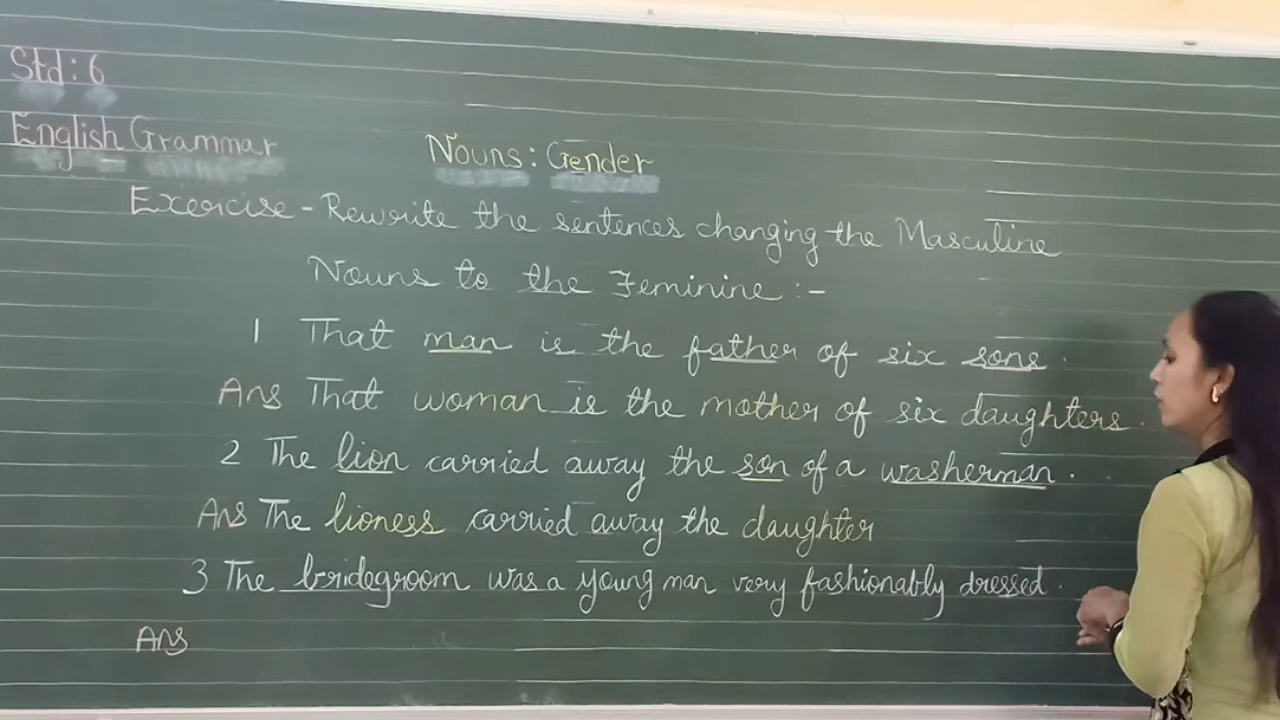 Std: 6
English Grammar
Nouns: Gender
Exercise - Rewrite the sentences changing the Masculine
Nouns to the Feminine :-
1 That man is the father of six sons.
Ans That woman is the mother of six daughters.
2 The lion carried away the son of a washerman.
Ans The lioness carried away the daughter
3 The bridegroom was a young man very fashionably dressed.
Ans